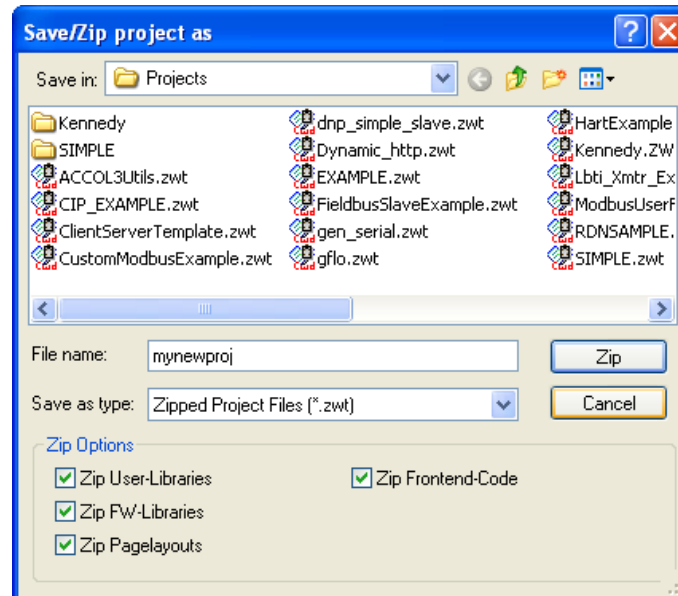 Save/Zip project as
Save in: Projects
Kennedy
SIMPLE
ACCOL3Utils.zwt
CIP_EXAMPLE.zwt
ClientServerTemplate.zwt
CustomModbusExample.zwt
dnp_simple_slave.zwt
Dynamic_http.zwt
EXAMPLE.zwt
FieldbusSlaveExample.zwt
gen_serial.zwt
gflo.zwt
HartExample
Kennedy.ZW
Lbti_Xmtr_Ex
ModbusUserF
RDNSAMPLE.
SIMPLE.zwt
File name: mynewproj Zip
Save as type: Zipped Project Files (*.zwt) Cancel
Zip Options
Zip User-Libraries Zip Frontend-Code
Zip FW-Libraries
Zip Pagelayouts